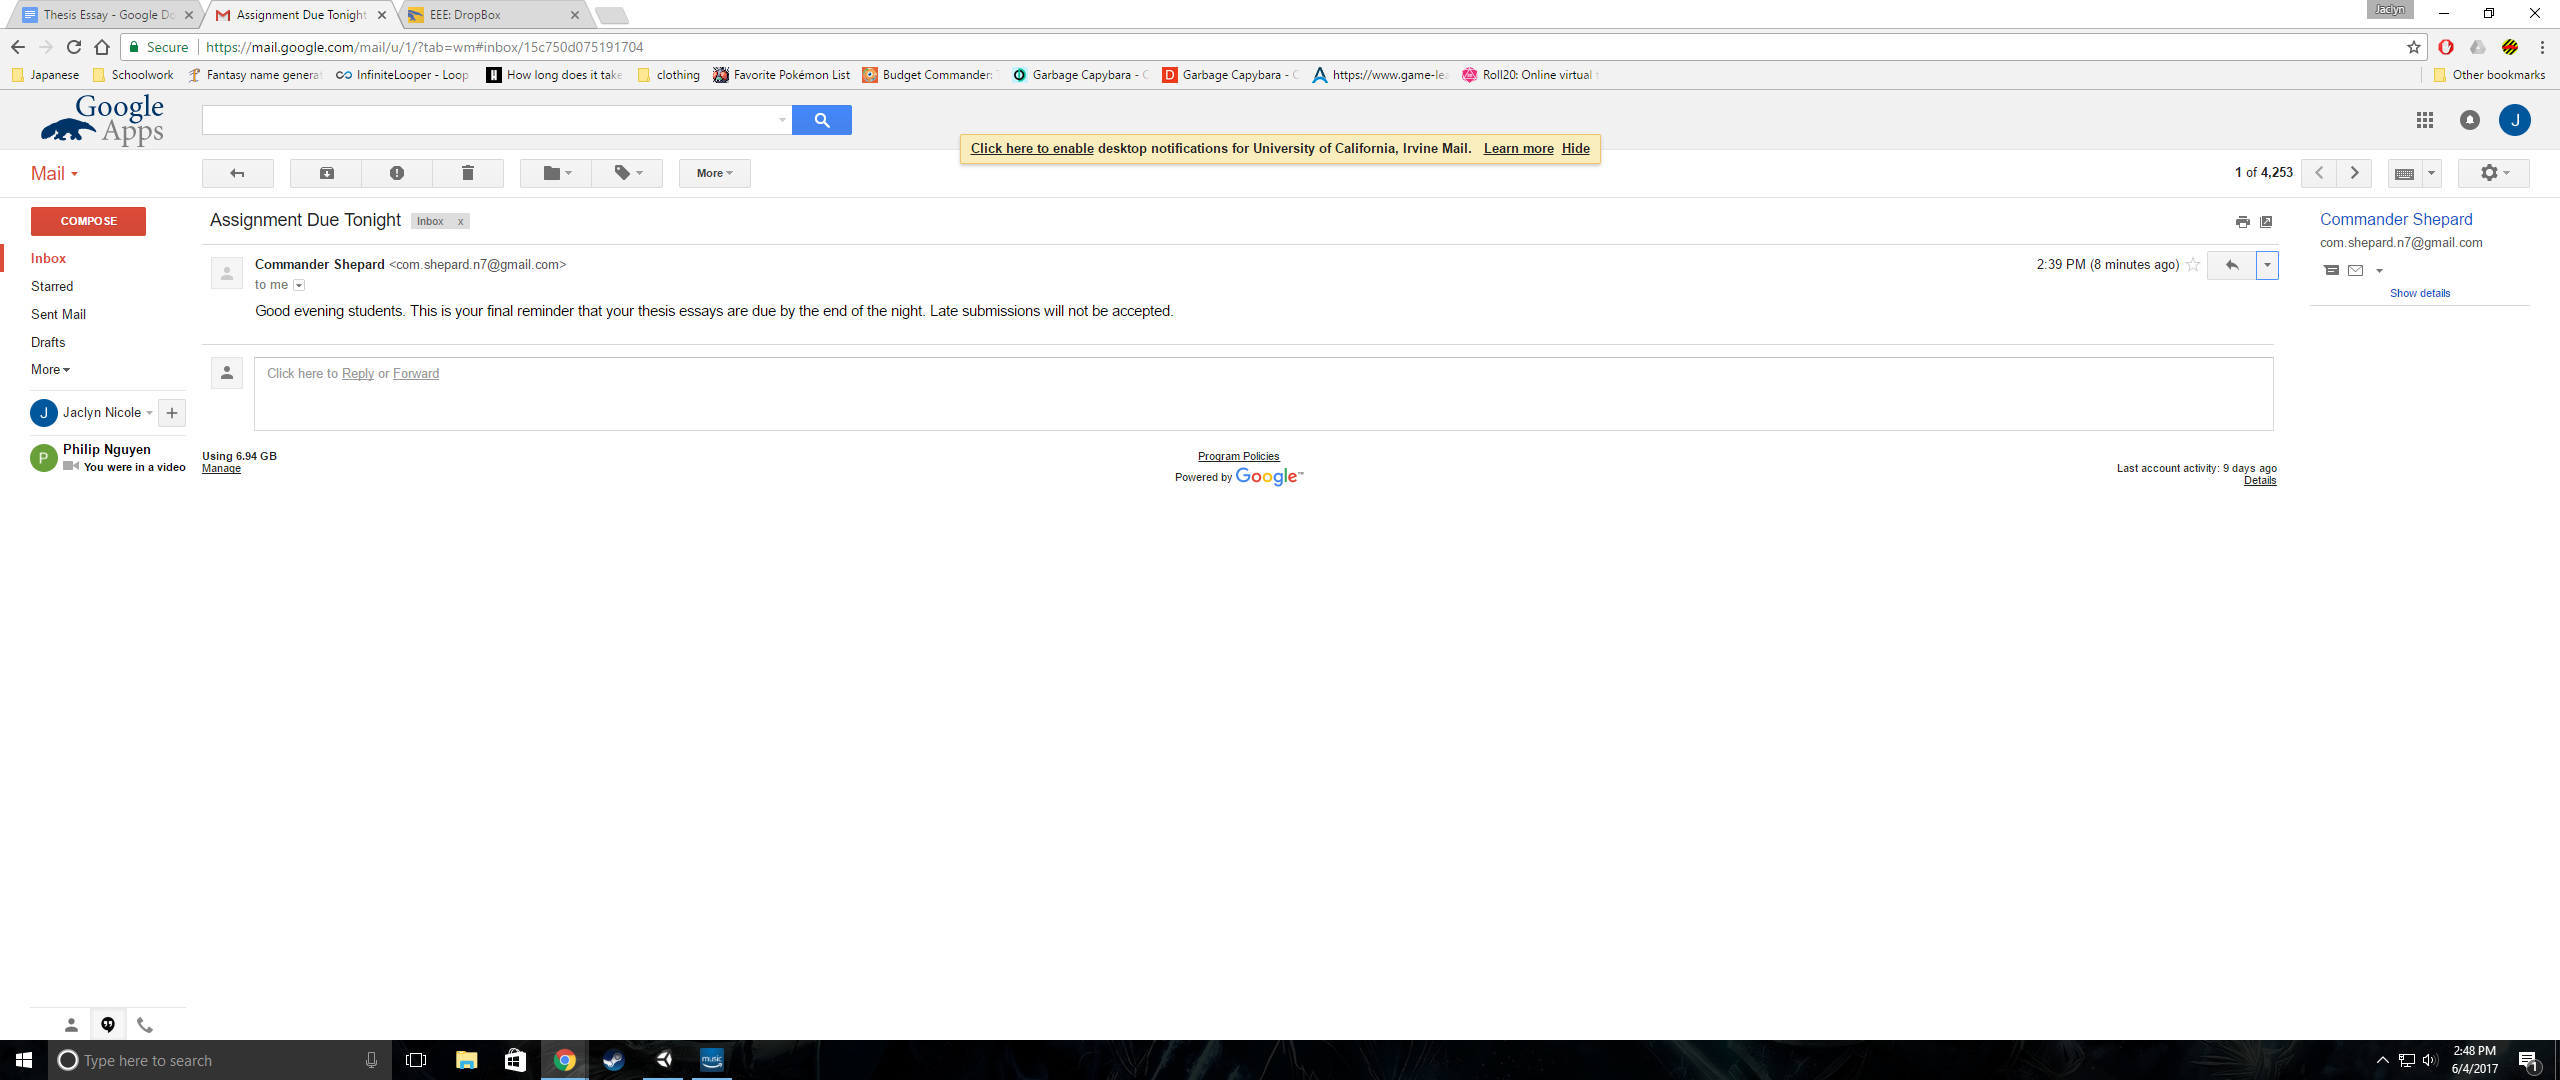 Thesis Essay - Google Do
Assignment Due Tonight
EEE: DropBox
Jaclyn
Secure
https://mail.google.com/mail/u/1/?tab=wm#inbox/15c750d075191704
Japanese
Schoolwork
Fantasy name generat
InfiniteLooper - Loop
How long does it take
clothing
Favorite Pokémon List
Budget Commander:
Garbage Capybara - C
Garbage Capybara - C
https://www.game-lea
Roll20: Online virtual
Other bookmarks
Google
Apps
J
Click here to enable desktop notifications for University of California, Irvine Mail. Learn more Hide
Mail
More
1 of 4,253
COMPOSE
Assignment Due Tonight Inbox x
Commander Shepard
com.shepard.n7@gmail.com
Show details
Inbox
Starred
Sent Mail
Drafts
More
Commander Shepard <com.shepard.n7@gmail.com>
2:39 PM (8 minutes ago)
to me
Good evening students. This is your final reminder that your thesis essays are due by the end of the night. Late submissions will not be accepted.
Click here to Reply or Forward
J Jaclyn Nicole
P Philip Nguyen
You were in a video
Using 6.94 GB
Manage
Program Policies
Powered by Google™
Last account activity: 9 days ago
Details
Type here to search
music
2:48 PM
6/4/2017
1